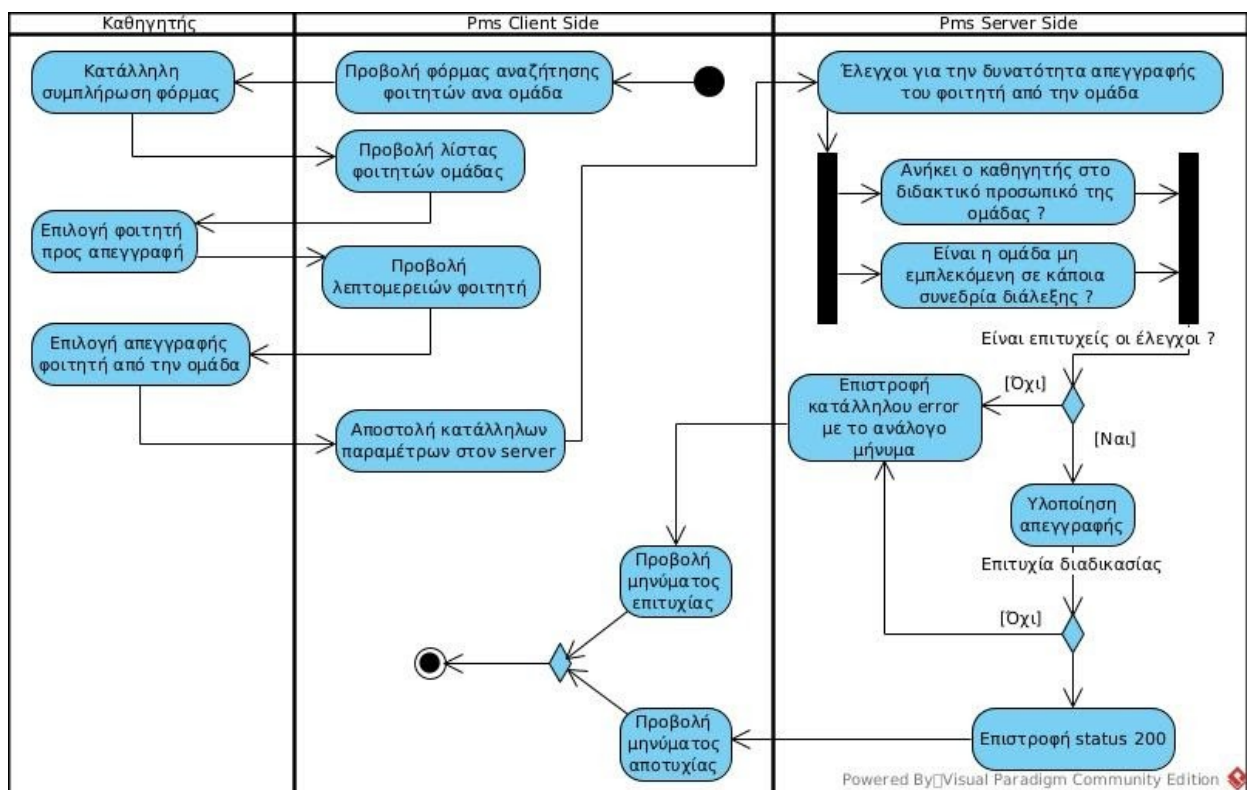 Καθηγητής
Pms Client Side
Pms Server Side
Κατάλληλη
συμπλήρωση φόρμας
Προβολή φόρμας αναζήτησης
φοιτητών ανα ομάδα
Έλεγχοι για την δυνατότητα απεγγραφής
του φοιτητή από την ομάδα
Προβολή λίστας
φοιτητών ομάδας
Ανήκει ο καθηγητής στο
διδακτικό προσωπικό της
ομάδας ?
Επιλογή φοιτητή
προς απεγγραφή
Προβολή
λεπτομερειών φοιτητή
Είναι η ομάδα μη
εμπλεκόμενη σε κάποια
συνεδρία διάλεξης ?
Επιλογή απεγγραφής
φοιτητή από την ομάδα
Είναι επιτυχείς οι έλεγχοι ?
[Όχι]
Επιστροφή
κατάλληλου error
με το ανάλογο
μήνυμα
[Ναι]
Αποστολή κατάλληλων
παραμέτρων στον server
Υλοποίηση
απεγγραφής
Επιτυχία διαδικασίας
Προβολή
μηνύματος
επιτυχίας
[Όχι]
Προβολή
μηνύματος
αποτυχίας
Επιστροφή status 200
Powered By Visual Paradigm Community Edition